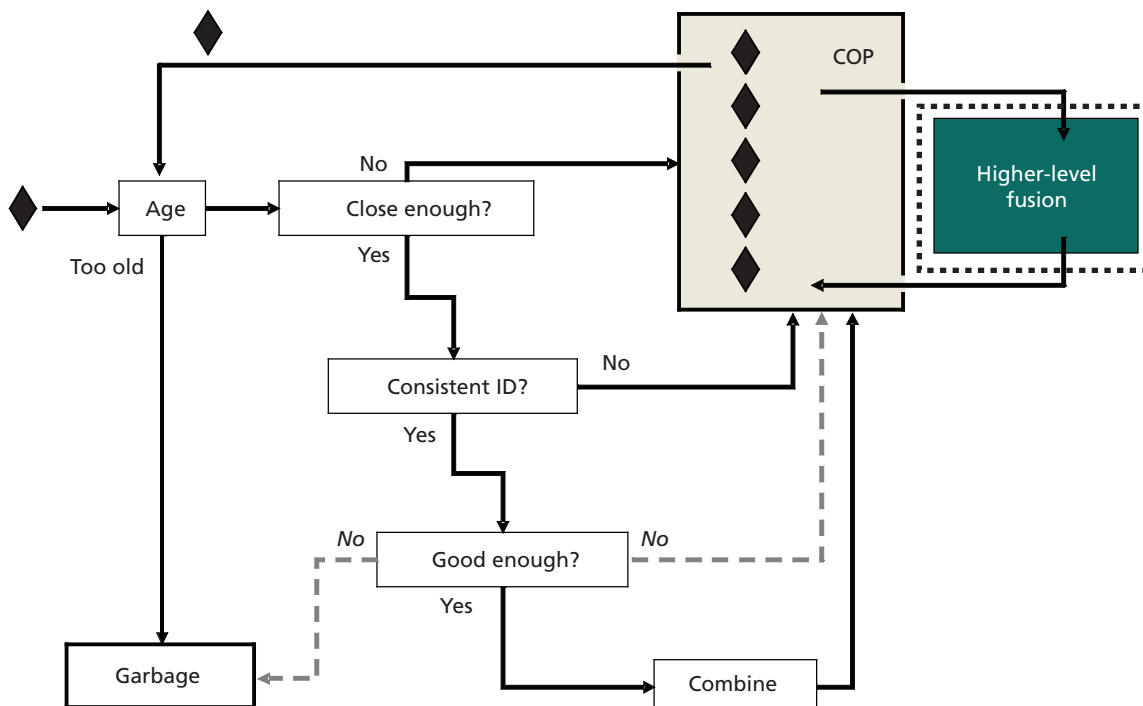 COP
No
Higher-level
fusion
Age
Close enough?
Too old
Yes
No
Consistent ID?
Yes
No
No
Good enough?
Yes
Garbage
Combine